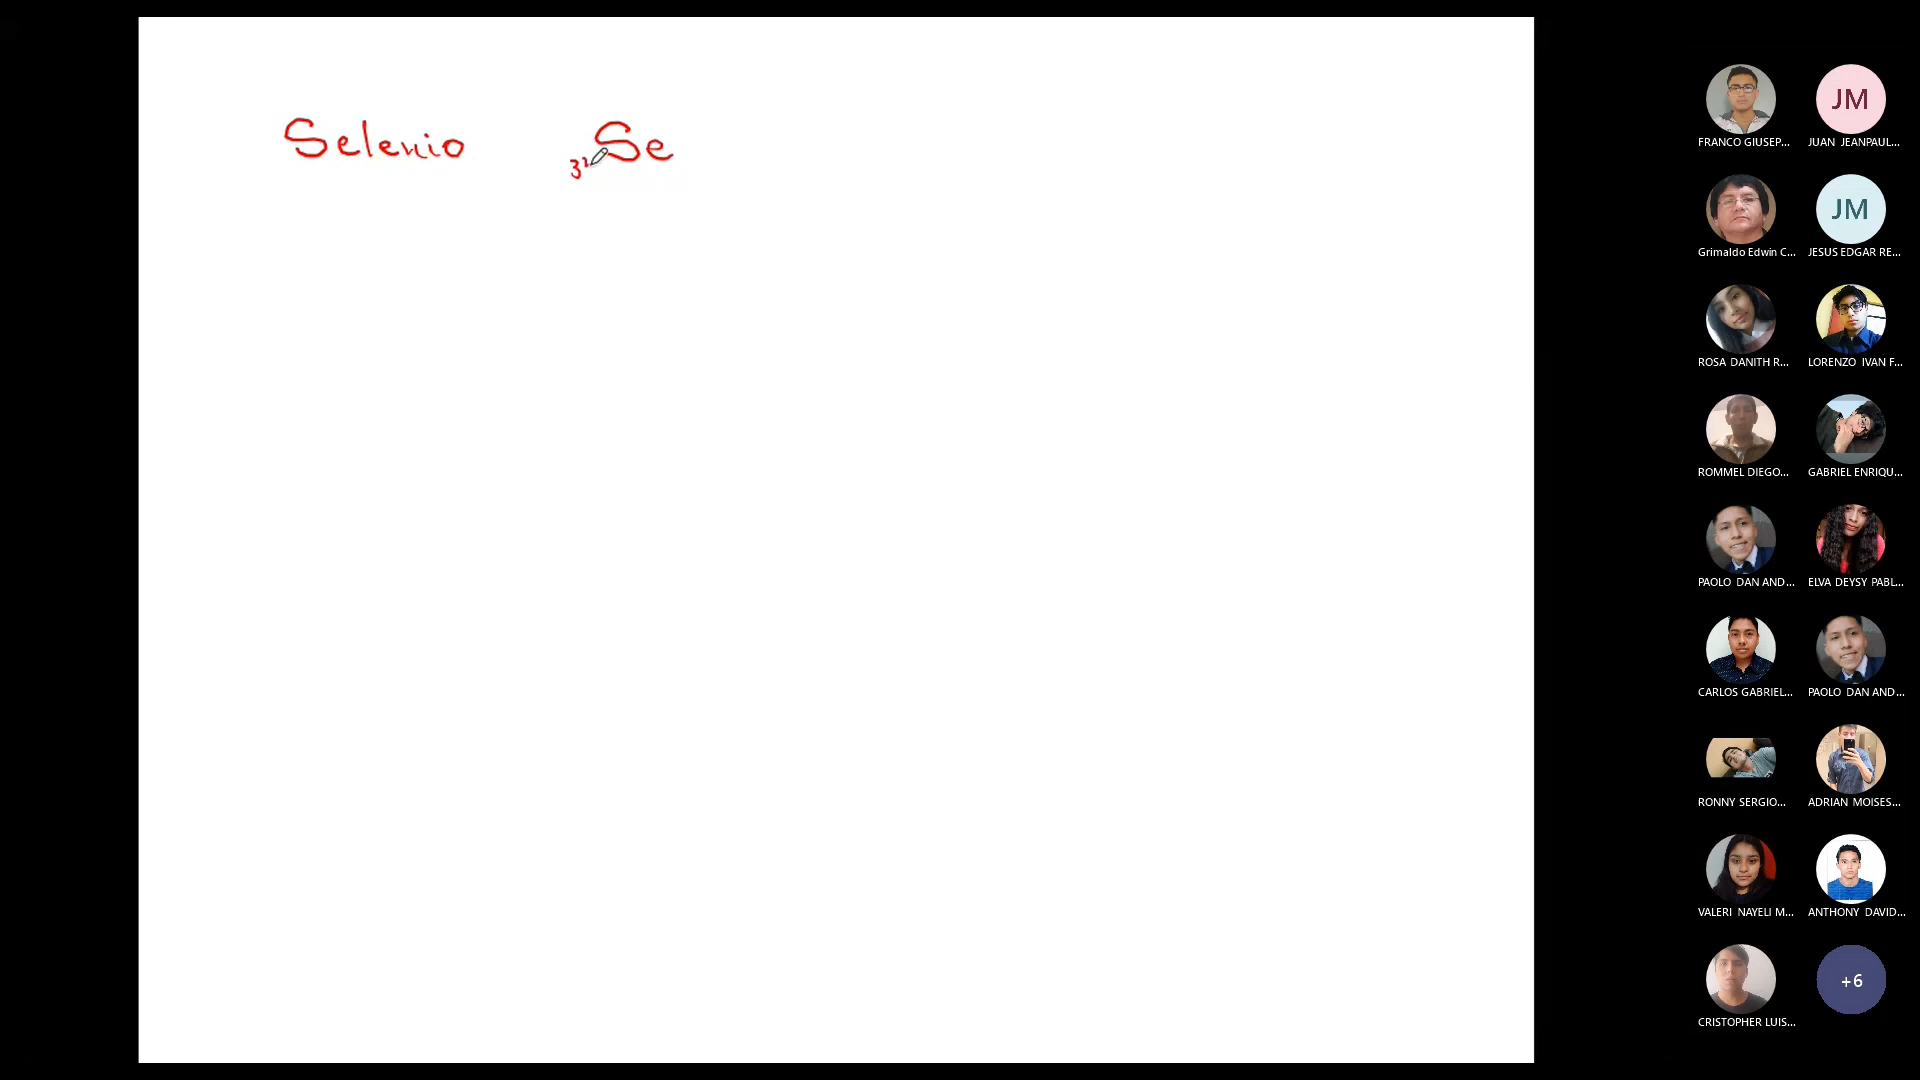 Selenio 3 Se
FRANCO GIUSEP...
JM
JUAN JEANPAUL...
Grimaldo Edwin C...
JM
JESUS EDGAR RE...
ROSA DANITH R...
LORENZO IVAN F...
ROMMEL DIEGO...
GABRIEL ENRIQU...
PAOLO DAN AND...
ELVA DEYSY PABL...
CARLOS GABRIEL...
PAOLO DAN AND...
RONNY SERGIO...
ADRIAN MOISES...
VALERI NAYELI M...
ANTHONY DAVID...
CRISTOPHER LUIS...
+6